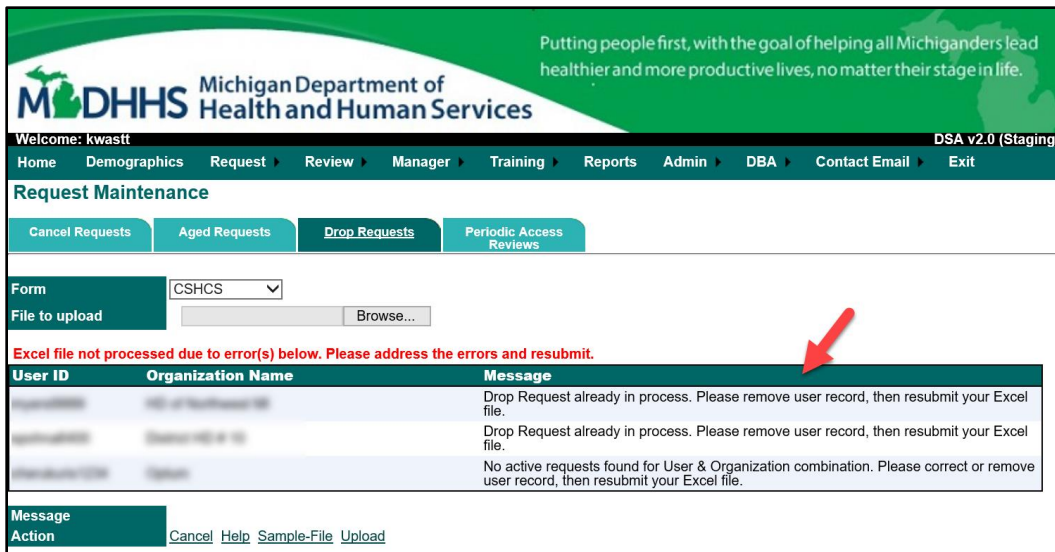 Putting people first, with the goal of helping all Michiganders lead
healthier and more productive lives, no matter their stage in life.
MDHHS Michigan Department of
Health and Human Services
Welcome: kwastt DSA v2.0 (Staging
Home Demographics Request Review Manager Training Reports Admin DBA Contact Email Exit
Request Maintenance
Cancel Requests Aged Requests Drop Requests Periodic Access
Reviews
Form CSHCS
File to upload Browse...
Excel file not processed due to error(s) below. Please address the errors and resubmit.
User ID Organization Name Message
Drop Request already in process. Please remove user record, then resubmit your Excel
file.
Drop Request already in process. Please remove user record, then resubmit your Excel
file.
No active requests found for User & Organization combination. Please correct or remove
user record, then resubmit your Excel file.
Message
Action Cancel Help Sample-File Upload